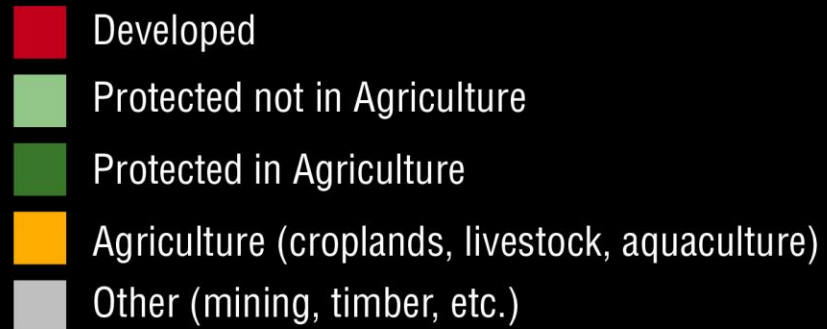 Developed
Protected not in Agriculture
Protected in Agriculture
Agriculture (croplands, livestock, aquaculture)
Other (mining, timber, etc.)